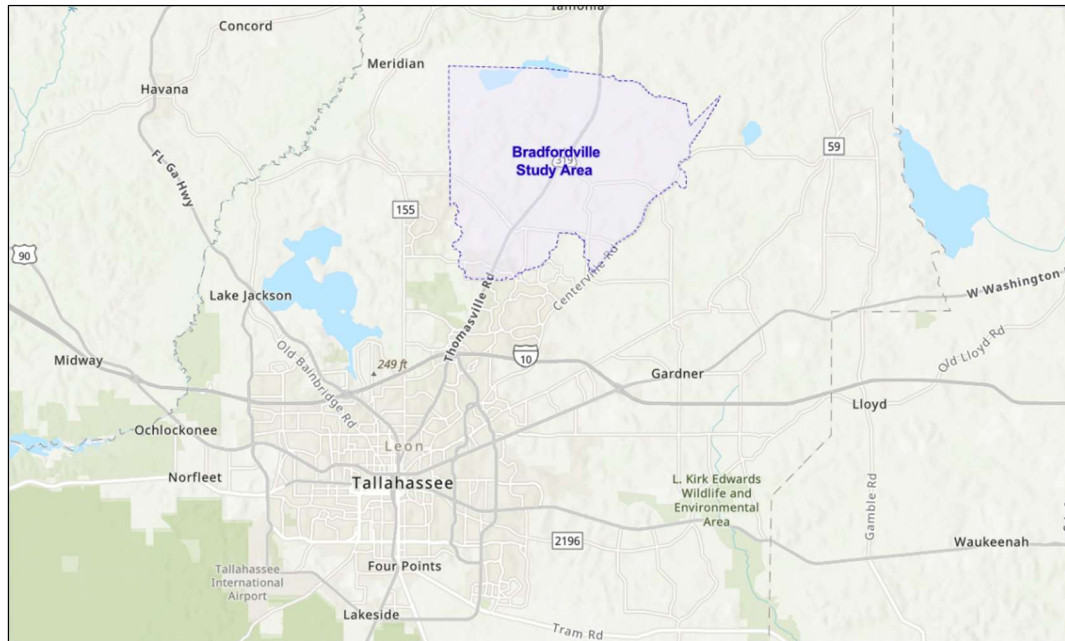 Iamonia
Concord
Meridian
Havana
Bradfordville
319
Study Area
59
FL Ga Hwy
155
90
Centerville Rd
Lake Jackson
W Washington
Thomasville Rd
Old Lloyd Rd
Midway
249 ft
10
Old Bainbridge Rd
Gardner
Lloyd
Ochlockonee
Leon
Norfleet
Tallahassee
L. Kirk Edwards
Wildlife and
Environmental
Area
Gamble Rd
2196
Waukeenah
Four Points
Tallahassee
International
Airport
Lakeside
Tram Rd